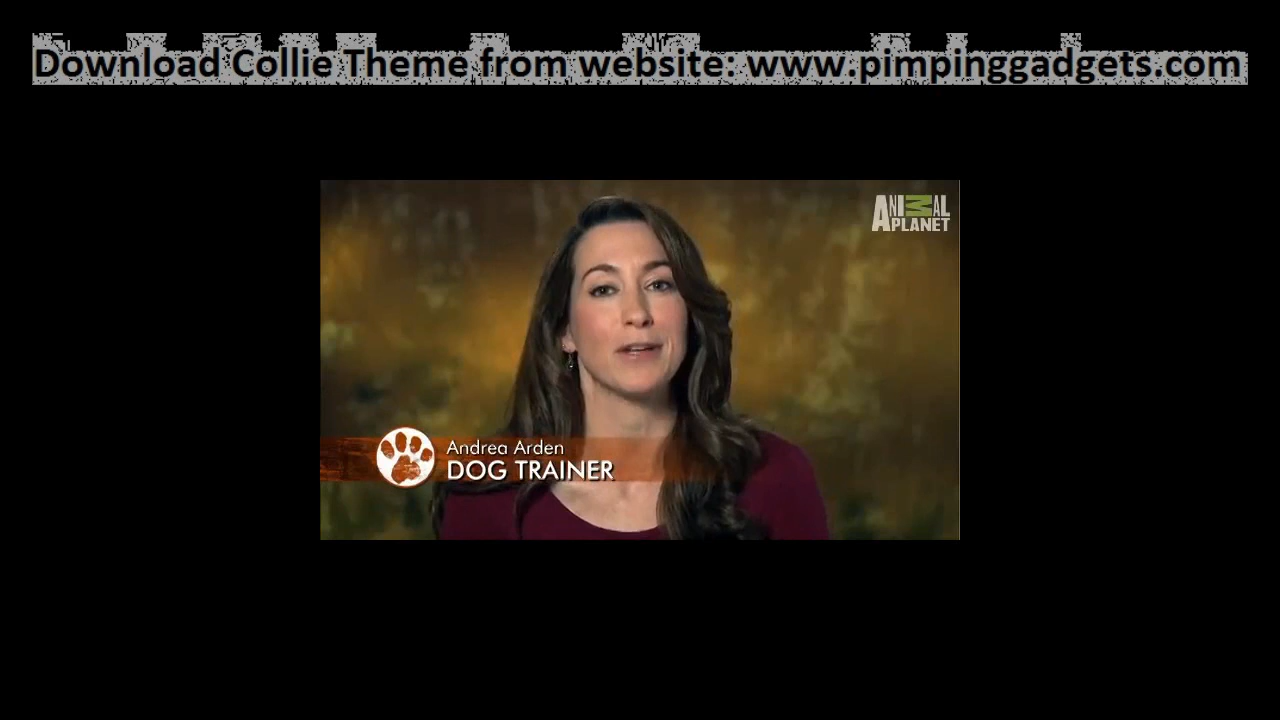 Download Collie Theme from website: www.pimpinggadgets.com
ANIMAL
PLANET
Andrea Arden
DOG TRAINER